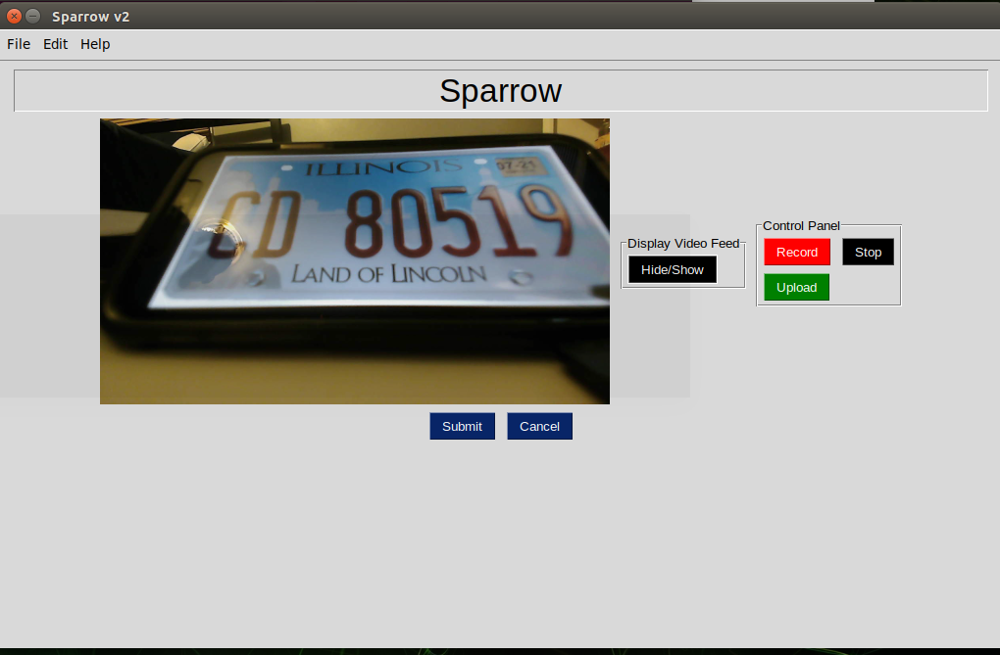 Sparrow v2
File Edit Help
Sparrow
ILLINOIS 07-21
CD 80519
LAND OF LINCOLN
Display Video Feed
Hide/Show
Control Panel
Record Stop
Upload
Submit Cancel